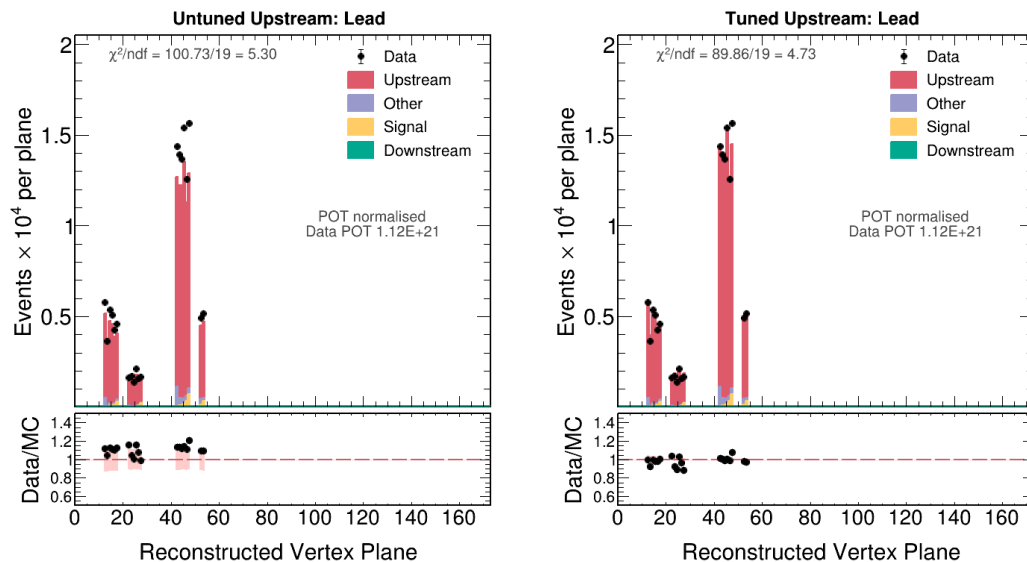 Untuned Upstream: Lead
χ²/ndf = 100.73/19 = 5.30
Data
Upstream
Other
Signal
Downstream
POT normalised
Data POT 1.12E+21
Events × 10⁴ per plane
2
1.5
1
0.5
Data/MC
1.4
1.2
1
0.8
0.6
0 20 40 60 80 100 120 140 160
Reconstructed Vertex Plane
Tuned Upstream: Lead
χ²/ndf = 89.86/19 = 4.73
Data
Upstream
Other
Signal
Downstream
POT normalised
Data POT 1.12E+21
Events × 10⁴ per plane
2
1.5
1
0.5
Data/MC
1.4
1.2
1
0.8
0.6
0 20 40 60 80 100 120 140 160
Reconstructed Vertex Plane